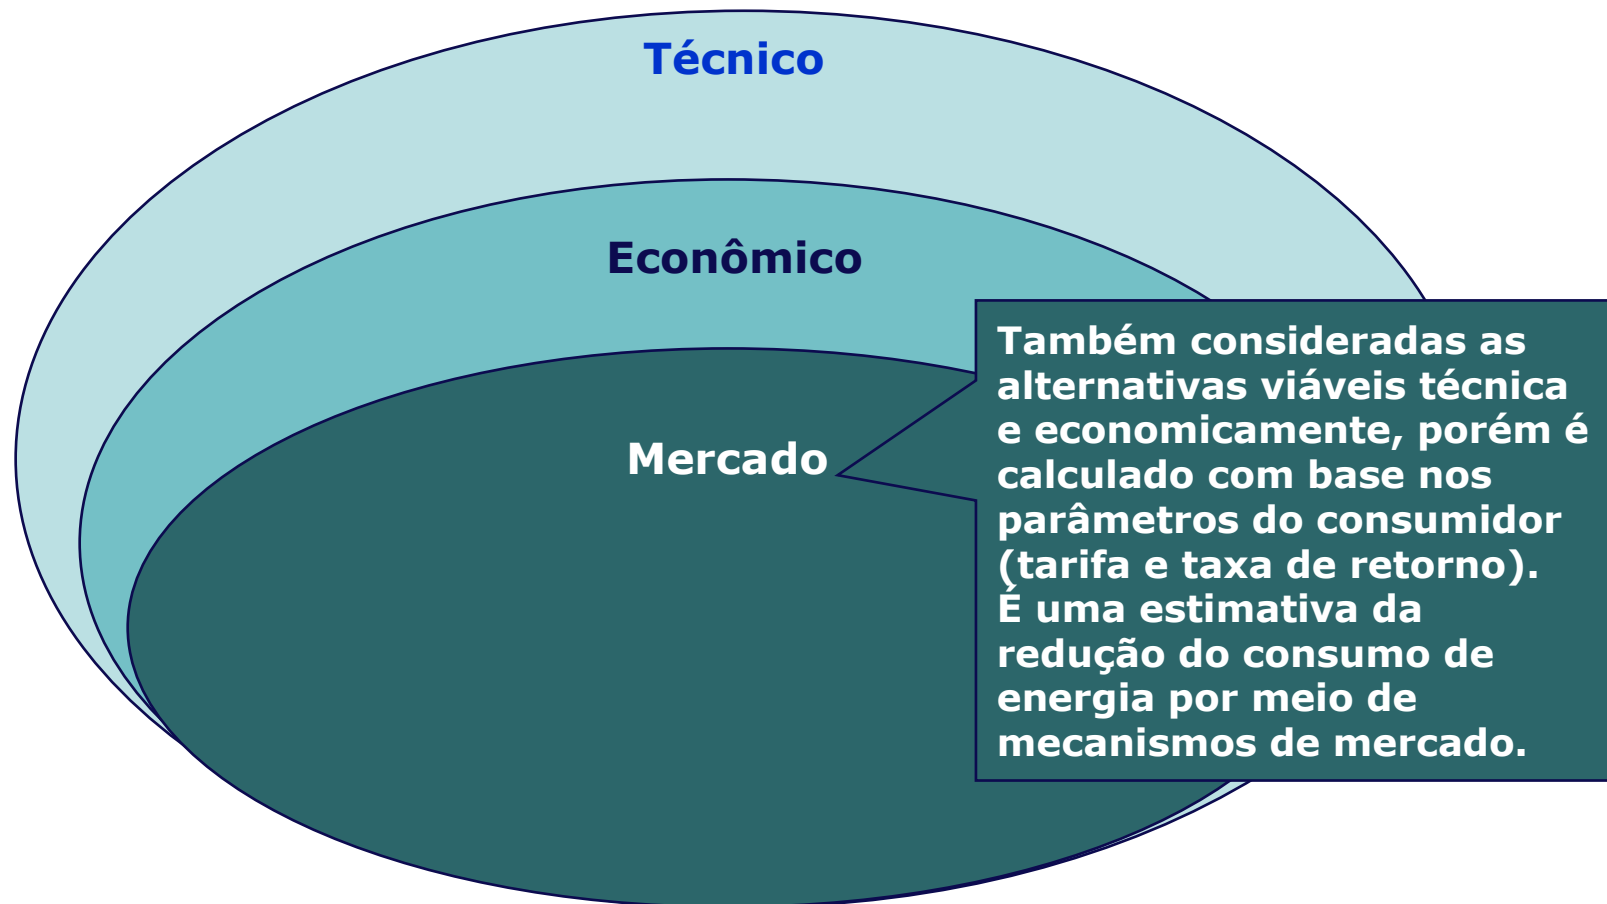 Técnico
Econômico
Mercado
Também consideradas as
alternativas viáveis técnica
e economicamente, porém é
calculado com base nos
parâmetros do consumidor
(tarifa e taxa de retorno).
É uma estimativa da
redução do consumo de
energia por meio de
mecanismos de mercado.